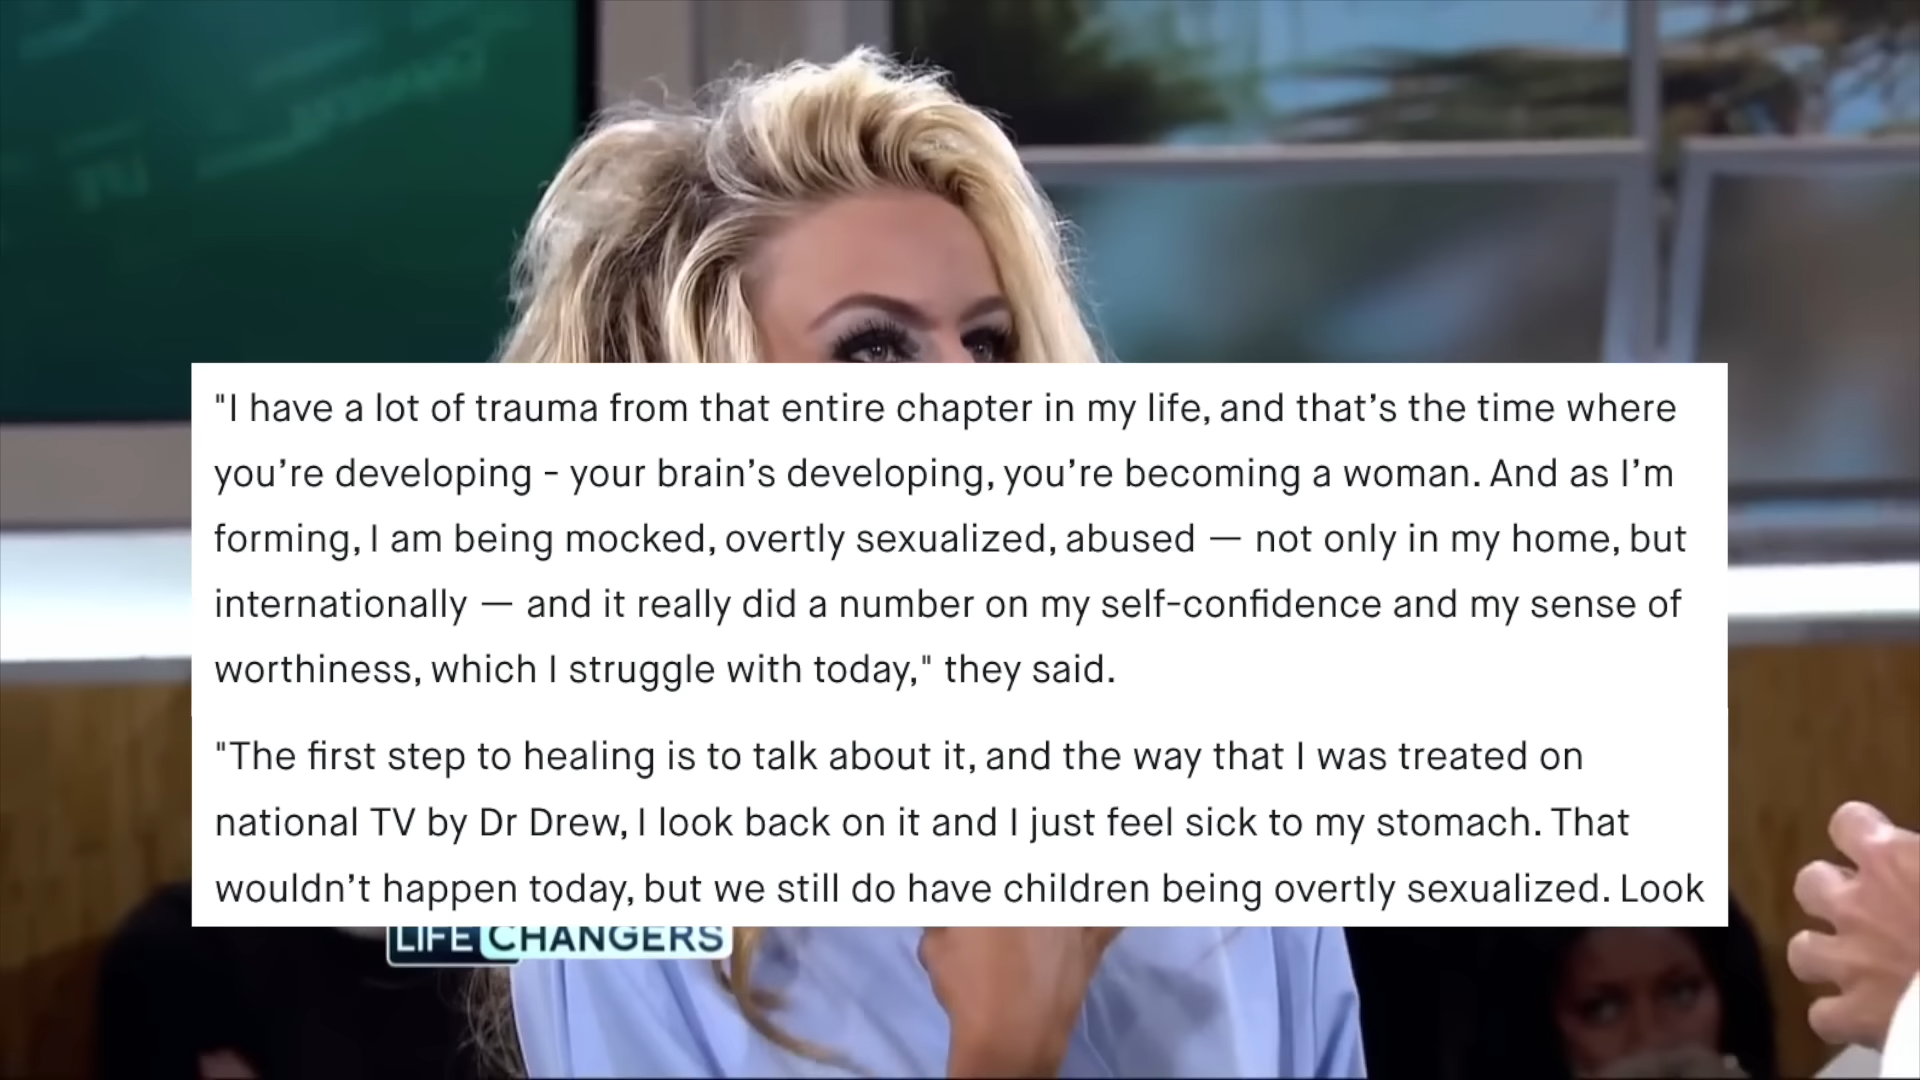 "I have a lot of trauma from that entire chapter in my life, and that’s the time where
you’re developing - your brain’s developing, you’re becoming a woman. And as I’m
forming, I am being mocked, overtly sexualized, abused — not only in my home, but
internationally — and it really did a number on my self-confidence and my sense of
worthiness, which I struggle with today," they said.
"The first step to healing is to talk about it, and the way that I was treated on
national TV by Dr Drew, I look back on it and I just feel sick to my stomach. That
wouldn’t happen today, but we still do have children being overtly sexualized. Look
LIFE CHANGERS